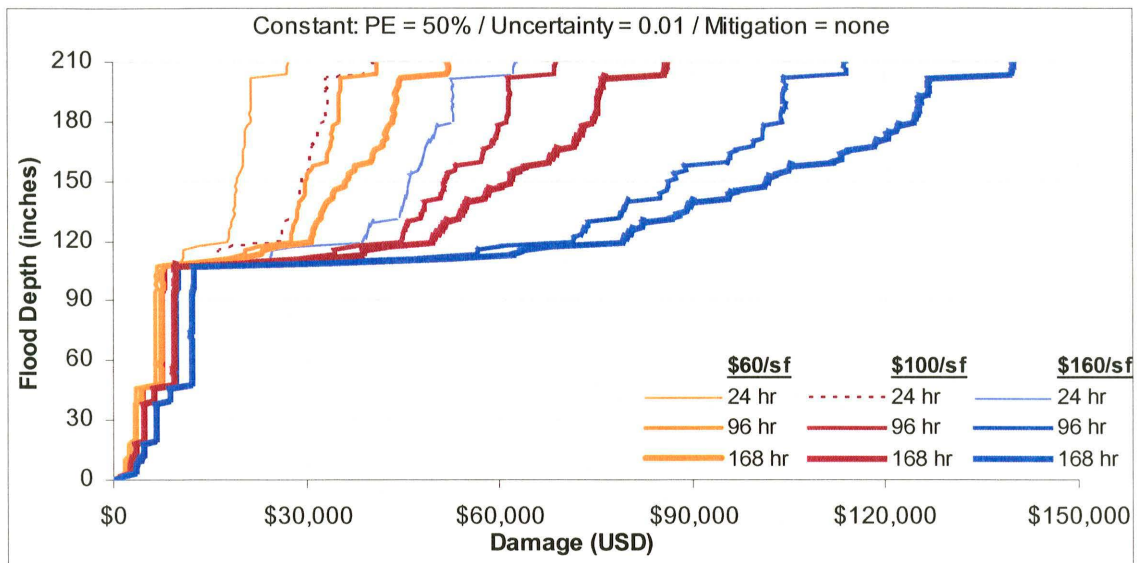 Constant: PE = 50% / Uncertainty = 0.01 / Mitigation = none
Flood Depth (inches)
210
180
150
120
90
60
30
0
$60/sf $100/sf $160/sf
24 hr 24 hr 24 hr
96 hr 96 hr 96 hr
168 hr 168 hr 168 hr
$0 $30,000 $60,000 $90,000 $120,000 $150,000
Damage (USD)